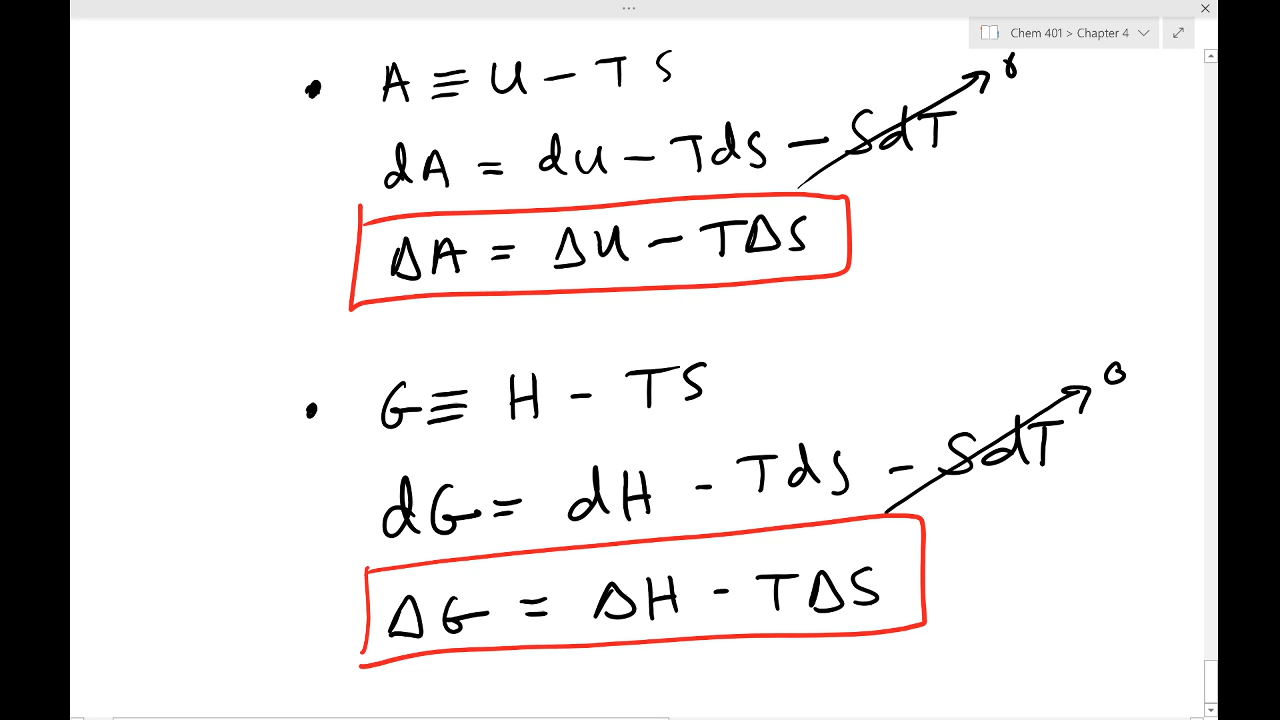 Chem 401 > Chapter 4
• A ≡ U − TS
dA = dU − TdS − SdT
ΔA = ΔU − TΔS
• G ≡ H − TS
dG = dH − TdS − SdT 0
ΔG = ΔH − TΔS